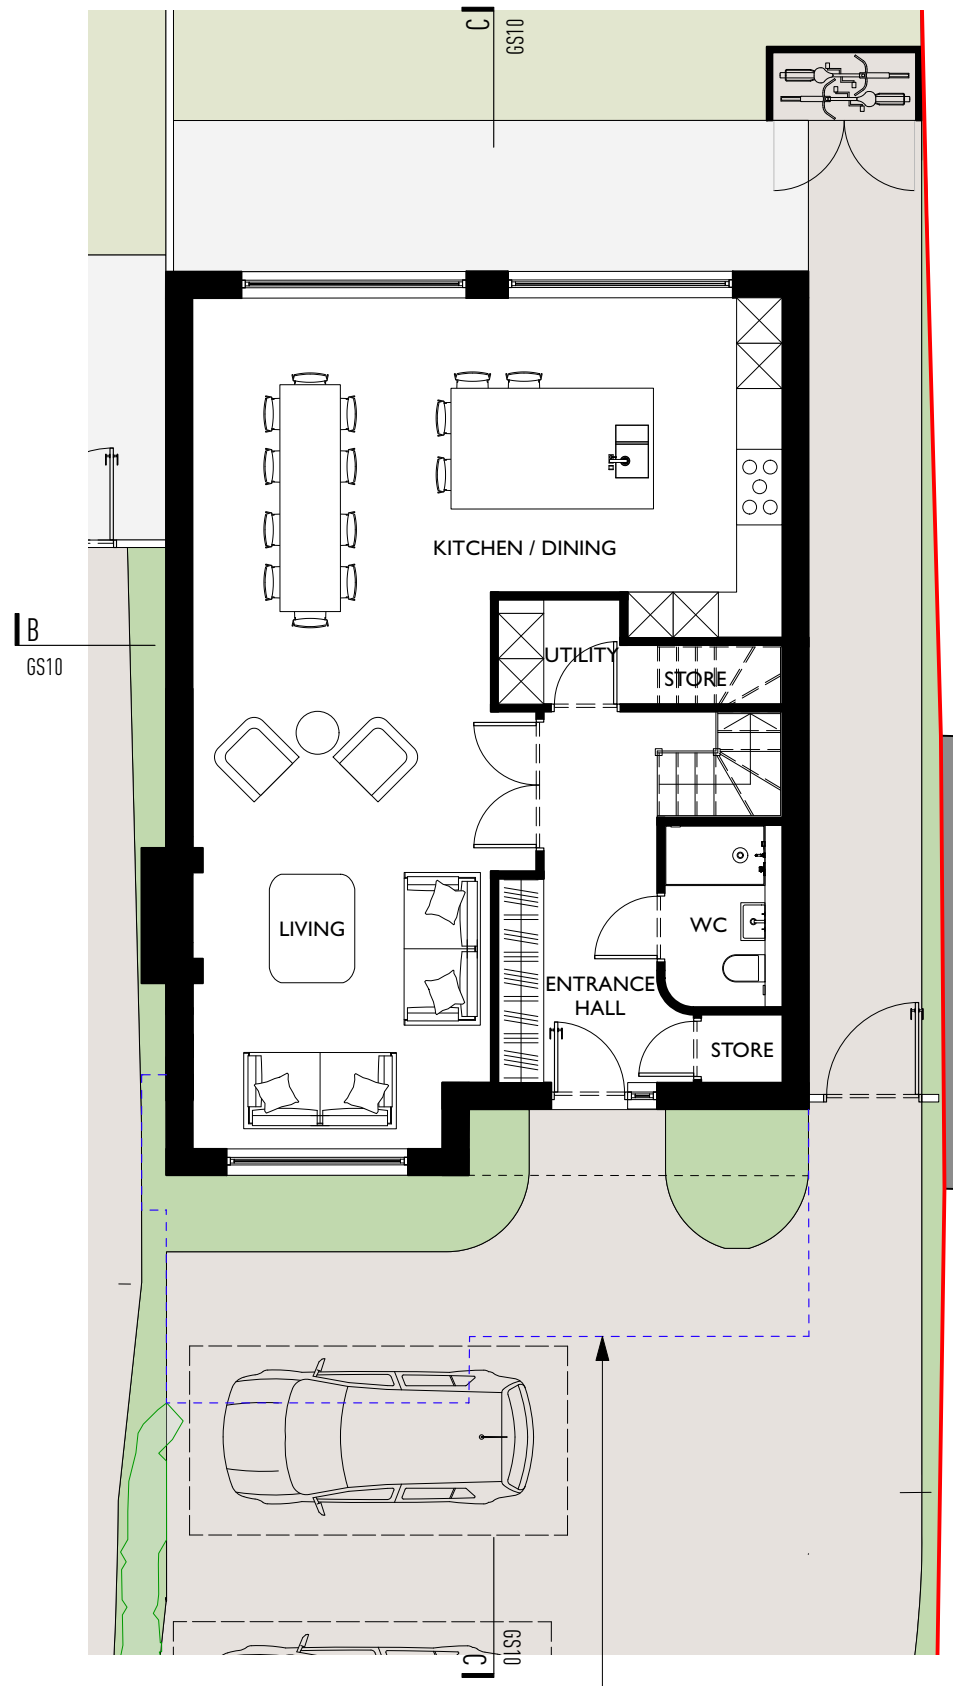 C
GS10
KITCHEN / DINING
B
GS10
UTILITY
STORE
LIVING
WC
ENTRANCE
HALL
STORE
GS10
C